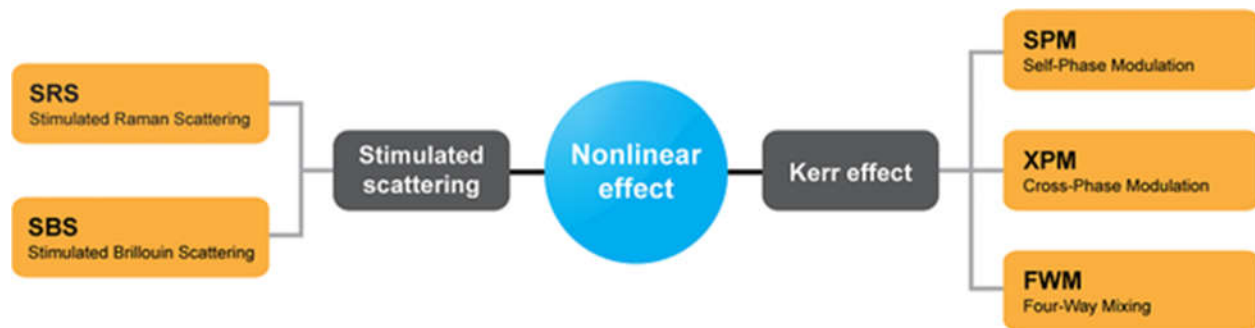 SRS
Stimulated Raman Scattering
SBS
Stimulated Brillouin Scattering
Stimulated
scattering
Nonlinear
effect
Kerr effect
SPM
Self-Phase Modulation
XPM
Cross-Phase Modulation
FWM
Four-Way Mixing